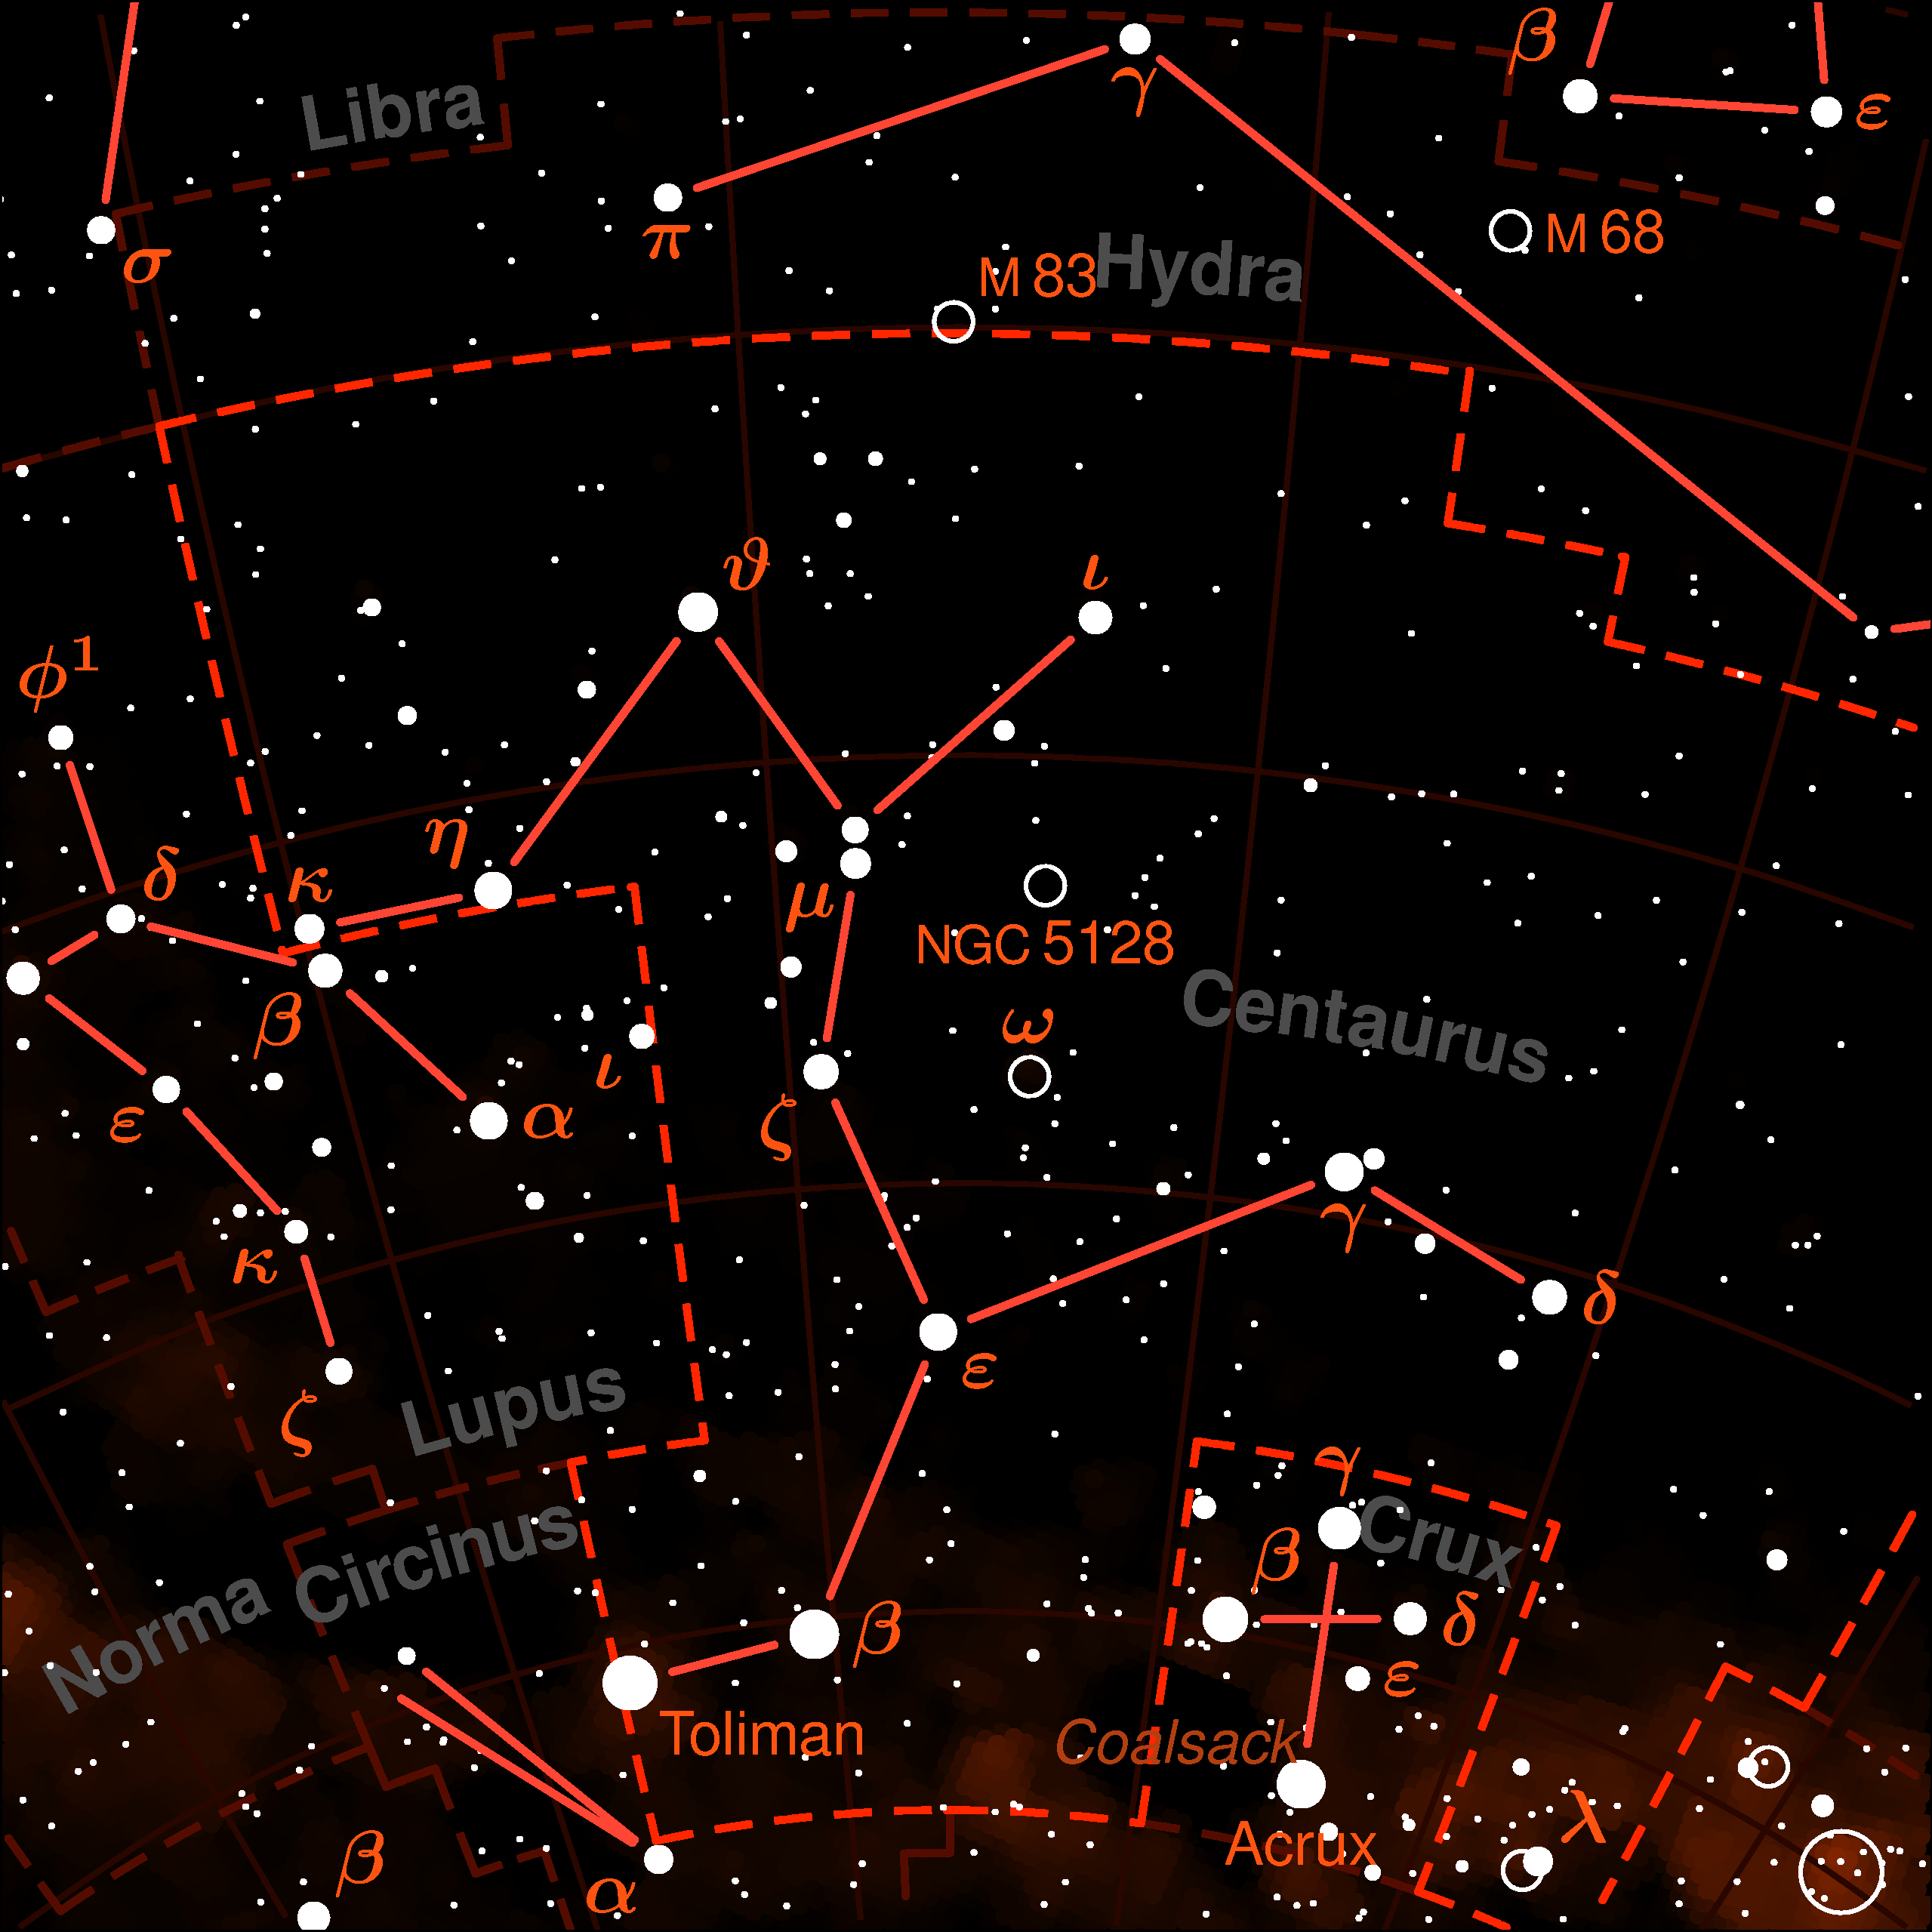 β
γ
ε
Libra
π
M 68
σ
M 83
Hydra
ϑ
ι
ϕ¹
η
δ
κ
μ
NGC 5128
β
ω
Centaurus
ι
ε
α
ζ
γ
κ
δ
ε
Lupus
ζ
γ
Circinus
β
Crux
Norma
β
δ
ε
Toliman
Coalsack
λ
Acrux
β
α